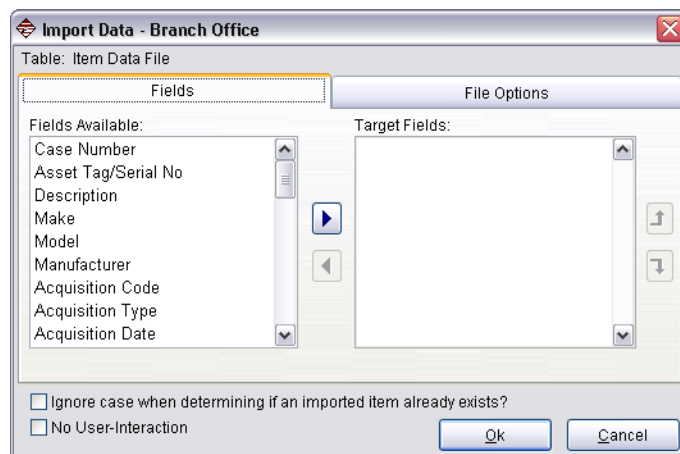 Import Data - Branch Office
Table: Item Data File
Fields
File Options
Fields Available:
Target Fields:
Case Number
Asset Tag/Serial No
Description
Make
Model
Manufacturer
Acquisition Code
Acquisition Type
Acquisition Date
Ignore case when determining if an imported item already exists?
No User-Interaction
Ok
Cancel